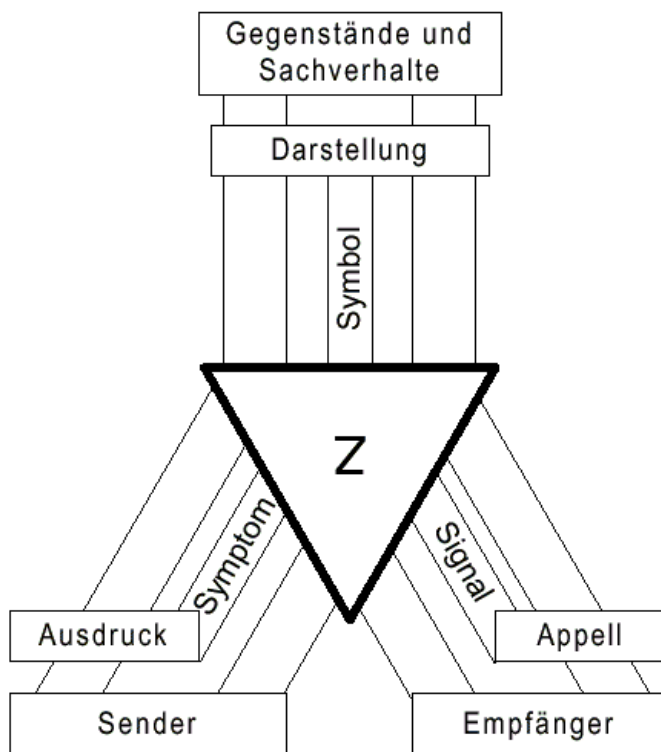 Gegenstände und
Sachverhalte
Darstellung
Symbol
Z
Symptom
Signal
Ausdruck
Appell
Sender
Empfänger